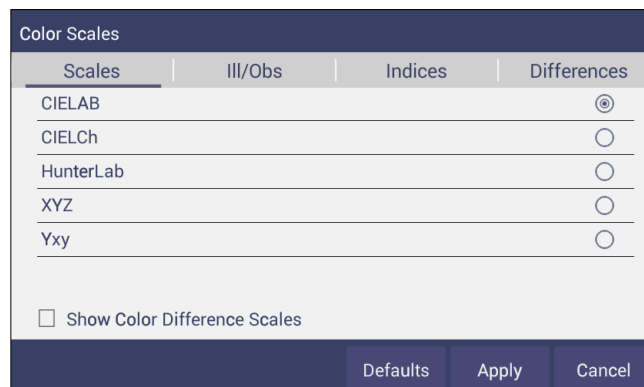 Color Scales
Scales Ill/Obs Indices Differences
CIELAB
CIELCh
HunterLab
XYZ
Yxy
Show Color Difference Scales
Defaults Apply Cancel